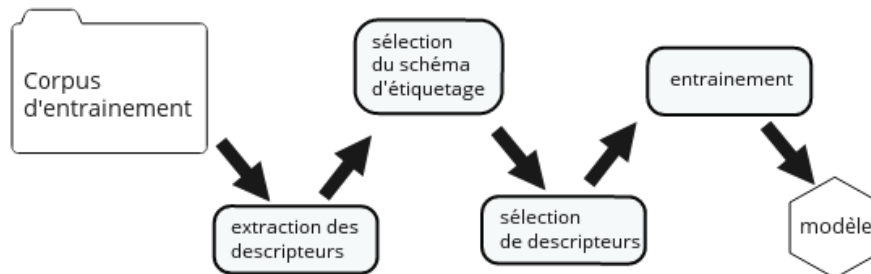 Corpus
d'entrainement
extraction des
descripteurs
sélection
du schéma
d'étiquetage
sélection
de descripteurs
entrainement
modèle